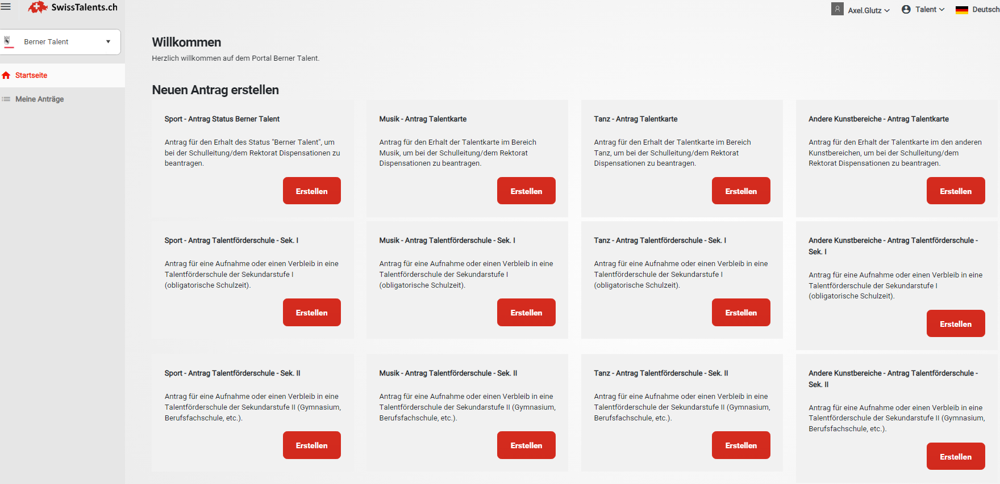 SwissTalents.ch
Axel.Glutz
Talent
Deutsch
Berner Talent
Startseite
Meine Anträge
Willkommen
Herzlich willkommen auf dem Portal Berner Talent.
Neuen Antrag erstellen
Sport - Antrag Status Berner Talent
Antrag für den Erhalt des Status "Berner Talent", um
bei der Schulleitung/dem Rektorat Dispensationen zu
beantragen.
Erstellen
Musik - Antrag Talentkarte
Antrag für den Erhalt der Talentkarte im Bereich
Musik, um bei der Schulleitung/dem Rektorat
Dispensationen zu beantragen.
Erstellen
Tanz - Antrag Talentkarte
Antrag für den Erhalt der Talentkarte im Bereich
Tanz, um bei der Schulleitung/dem Rektorat
Dispensationen zu beantragen.
Erstellen
Andere Kunstbereiche - Antrag Talentkarte
Antrag für den Erhalt der Talentkarte im den anderen
Kunstbereichen, um bei der Schulleitung/dem
Rektorat Dispensationen zu beantragen.
Erstellen
Sport - Antrag Talentförderschule - Sek. I
Antrag für eine Aufnahme oder einen Verbleib in eine
Talentförderschule der Sekundarstufe I
(obligatorische Schulzeit).
Erstellen
Musik - Antrag Talentförderschule - Sek. I
Antrag für eine Aufnahme oder einen Verbleib in eine
Talentförderschule der Sekundarstufe I
(obligatorische Schulzeit).
Erstellen
Tanz - Antrag Talentförderschule - Sek. I
Antrag für eine Aufnahme oder einen Verbleib in eine
Talentförderschule der Sekundarstufe I
(obligatorische Schulzeit).
Erstellen
Andere Kunstbereiche - Antrag Talentförderschule -
Sek. I
Antrag für eine Aufnahme oder einen Verbleib in eine
Talentförderschule der Sekundarstufe I
(obligatorische Schulzeit).
Erstellen
Sport - Antrag Talentförderschule - Sek. II
Antrag für eine Aufnahme oder einen Verbleib in eine
Talentförderschule der Sekundarstufe II (Gymnasium,
Berufsfachschule, etc.).
Erstellen
Musik - Antrag Talentförderschule - Sek. II
Antrag für eine Aufnahme oder einen Verbleib in eine
Talentförderschule der Sekundarstufe II (Gymnasium,
Berufsfachschule, etc.).
Erstellen
Tanz - Antrag Talentförderschule - Sek. II
Antrag für eine Aufnahme oder einen Verbleib in eine
Talentförderschule der Sekundarstufe II (Gymnasium,
Berufsfachschule, etc.).
Erstellen
Andere Kunstbereiche - Antrag Talentförderschule -
Sek. II
Antrag für eine Aufnahme oder einen Verbleib in eine
Talentförderschule der Sekundarstufe II (Gymnasium,
Berufsfachschule, etc.).
Erstellen